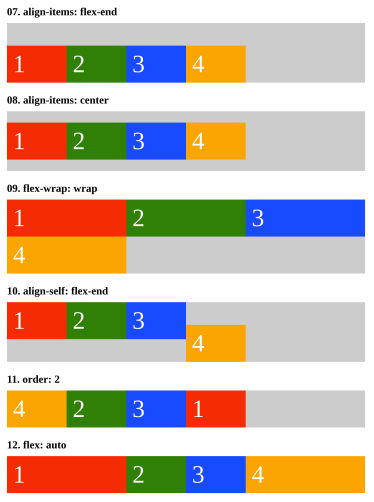 07. align-items: flex-end
1 2 3 4
08. align-items: center
1 2 3 4
09. flex-wrap: wrap
1 2 3
4
10. align-self: flex-end
1 2 3
4
11. order: 2
4 2 3 1
12. flex: auto
1 2 3 4